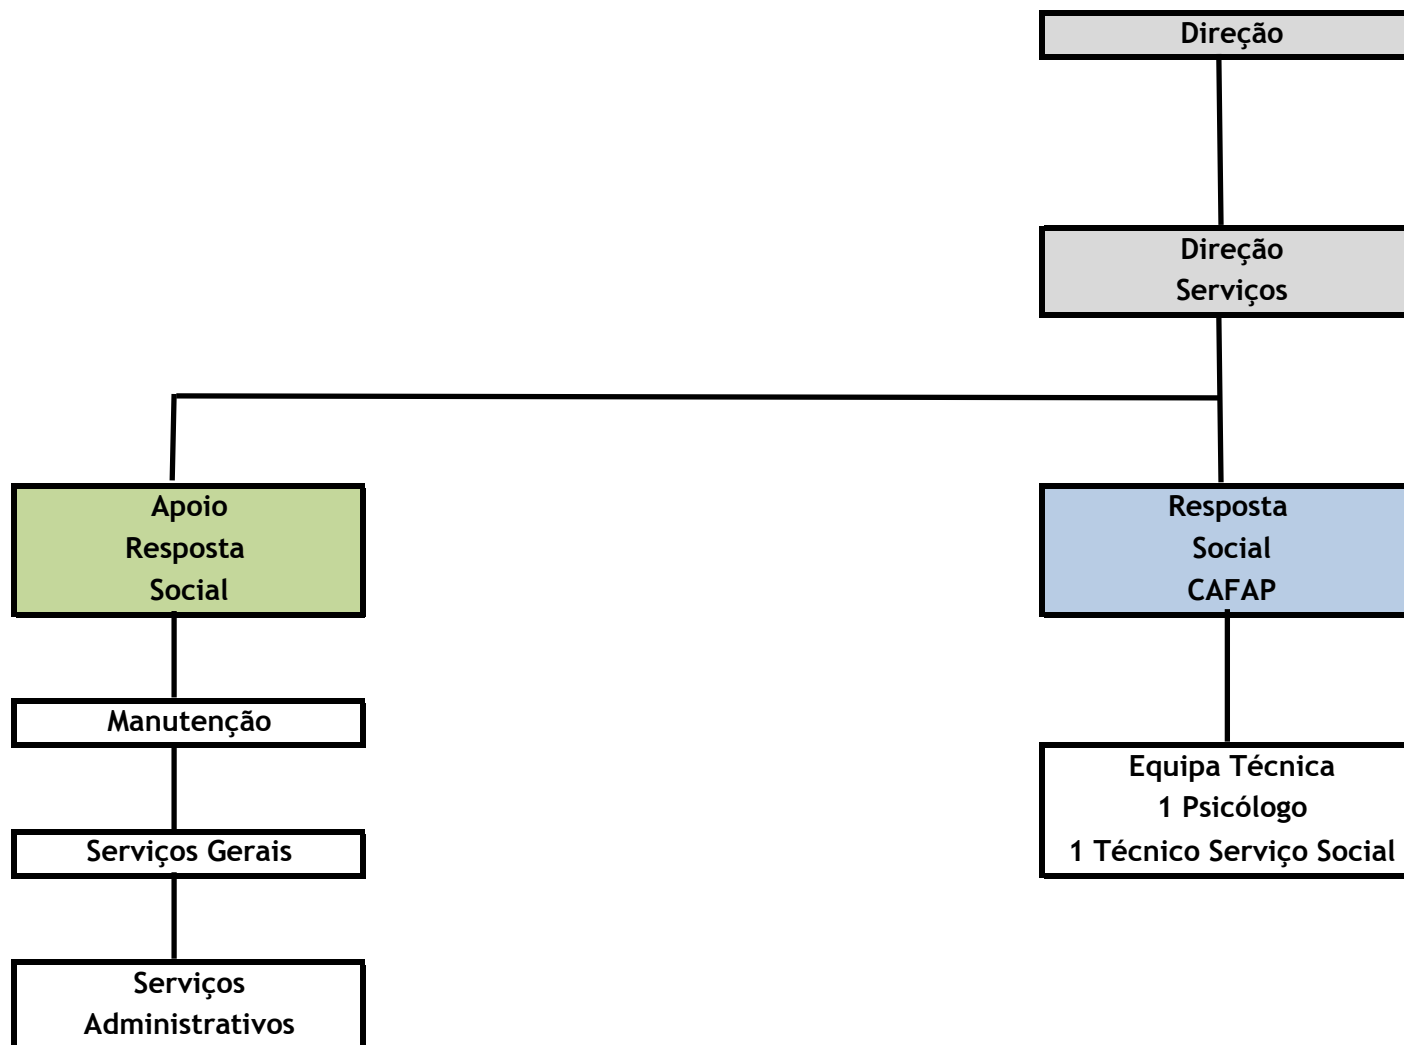 Direção
Direção
Serviços
Apoio
Resposta
Social
Resposta
Social
CAFAP
Manutenção
Equipa Técnica
1 Psicólogo
1 Técnico Serviço Social
Serviços Gerais
Serviços
Administrativos